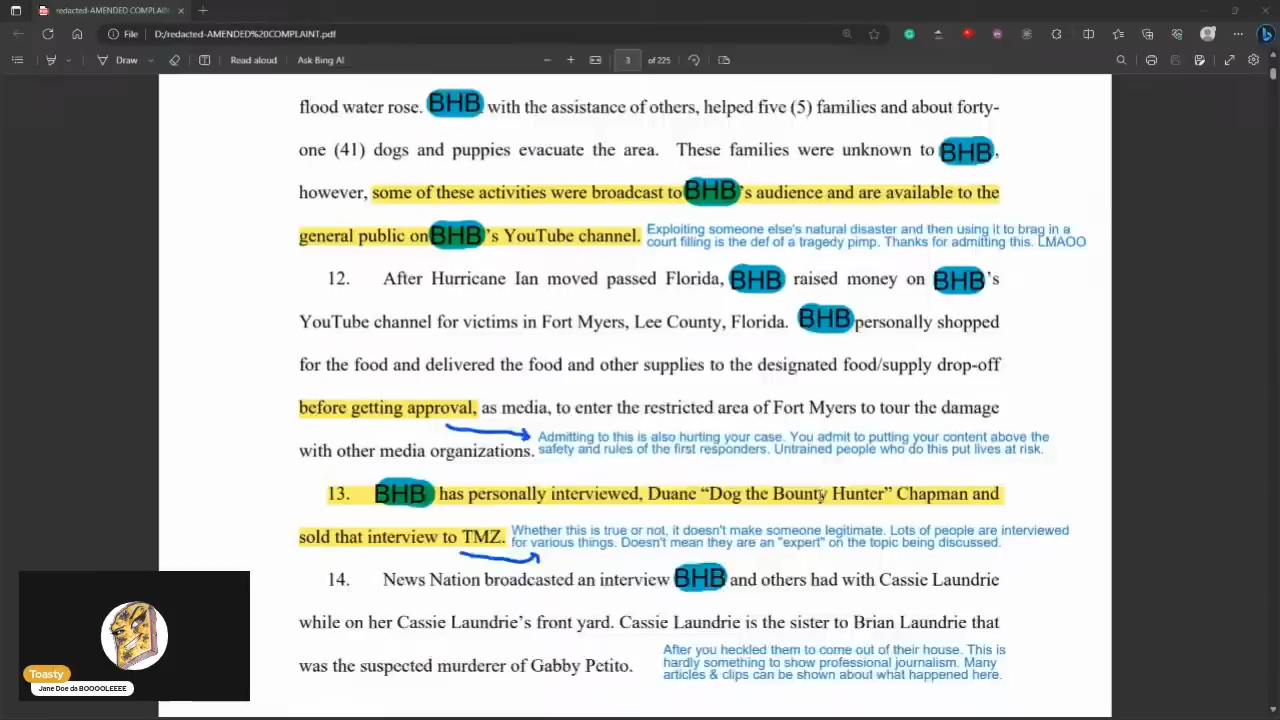 redacted-AMENDED COMPLAINT.pdf
File D:/redacted-AMENDED%20COMPLAINT.pdf
Draw Read aloud Ask Bing AI 3 of 225
flood water rose. BHB with the assistance of others, helped five (5) families and about forty-
one (41) dogs and puppies evacuate the area. These families were unknown to BHB,
however, some of these activities were broadcast to BHB's audience and are available to the
general public on BHB's YouTube channel.
Exploiting someone else's natural disaster and then using it to brag in a
court filling is the def of a tragedy pimp. Thanks for admitting this. LMAOO
12. After Hurricane Ian moved passed Florida, BHB raised money on BHB's
YouTube channel for victims in Fort Myers, Lee County, Florida. BHB personally shopped
for the food and delivered the food and other supplies to the designated food/supply drop-off
before getting approval, as media, to enter the restricted area of Fort Myers to tour the damage
with other media organizations.
Admitting to this is also hurting your case. You admit to putting your content above the
safety and rules of the first responders. Untrained people who do this put lives at risk.
13. BHB has personally interviewed, Duane “Dog the Bounty Hunter” Chapman and
sold that interview to TMZ.
Whether this is true or not, it doesn't make someone legitimate. Lots of people are interviewed
for various things. Doesn't mean they are an "expert" on the topic being discussed.
14. News Nation broadcasted an interview BHB and others had with Cassie Laundrie
while on her Cassie Laundrie’s front yard. Cassie Laundrie is the sister to Brian Laundrie that
was the suspected murderer of Gabby Petito.
After you heckled them to come out of their house. This is
hardly something to show professional journalism. Many
articles & clips can be shown about what happened here.
Toasty
Jane Doe da BOOOOLEEEE